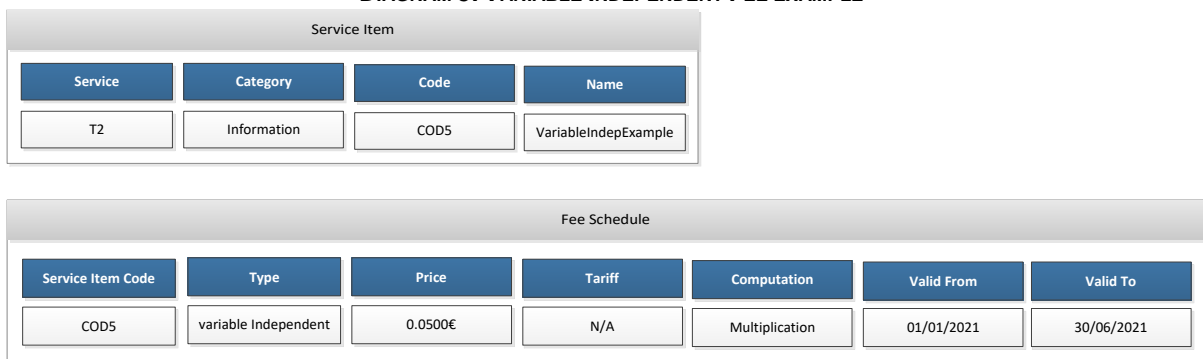 Service Item
Service Category Code Name
T2 Information COD5 VariableIndepExample
Fee Schedule
Service Item Code Type Price Tariff Computation Valid From Valid To
COD5 variable Independent 0.0500€ N/A Multiplication 01/01/2021 30/06/2021